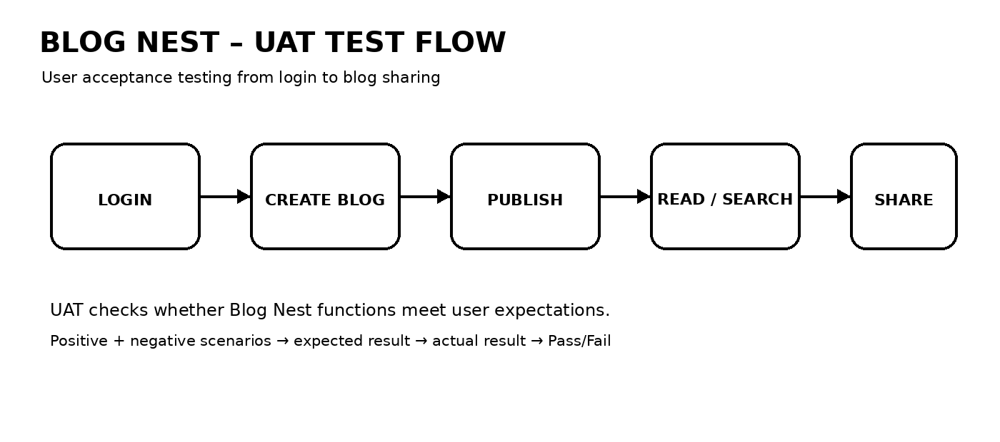 BLOG NEST – UAT TEST FLOW
User acceptance testing from login to blog sharing
LOGIN
CREATE BLOG
PUBLISH
READ / SEARCH
SHARE
UAT checks whether Blog Nest functions meet user expectations.
Positive + negative scenarios → expected result → actual result → Pass/Fail